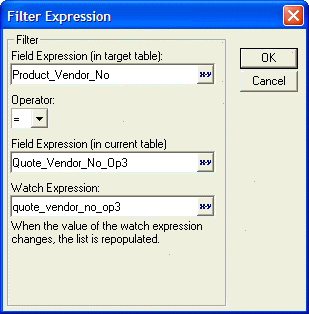 Filter Expression
Filter
Field Expression (in target table):
Product_Vendor_No
OK
Cancel
Operator:
=
Field Expression (in current table)
Quote_Vendor_No_Op3
Watch Expression:
quote_vendor_no_op3
When the value of the watch expression
changes, the list is repopulated.